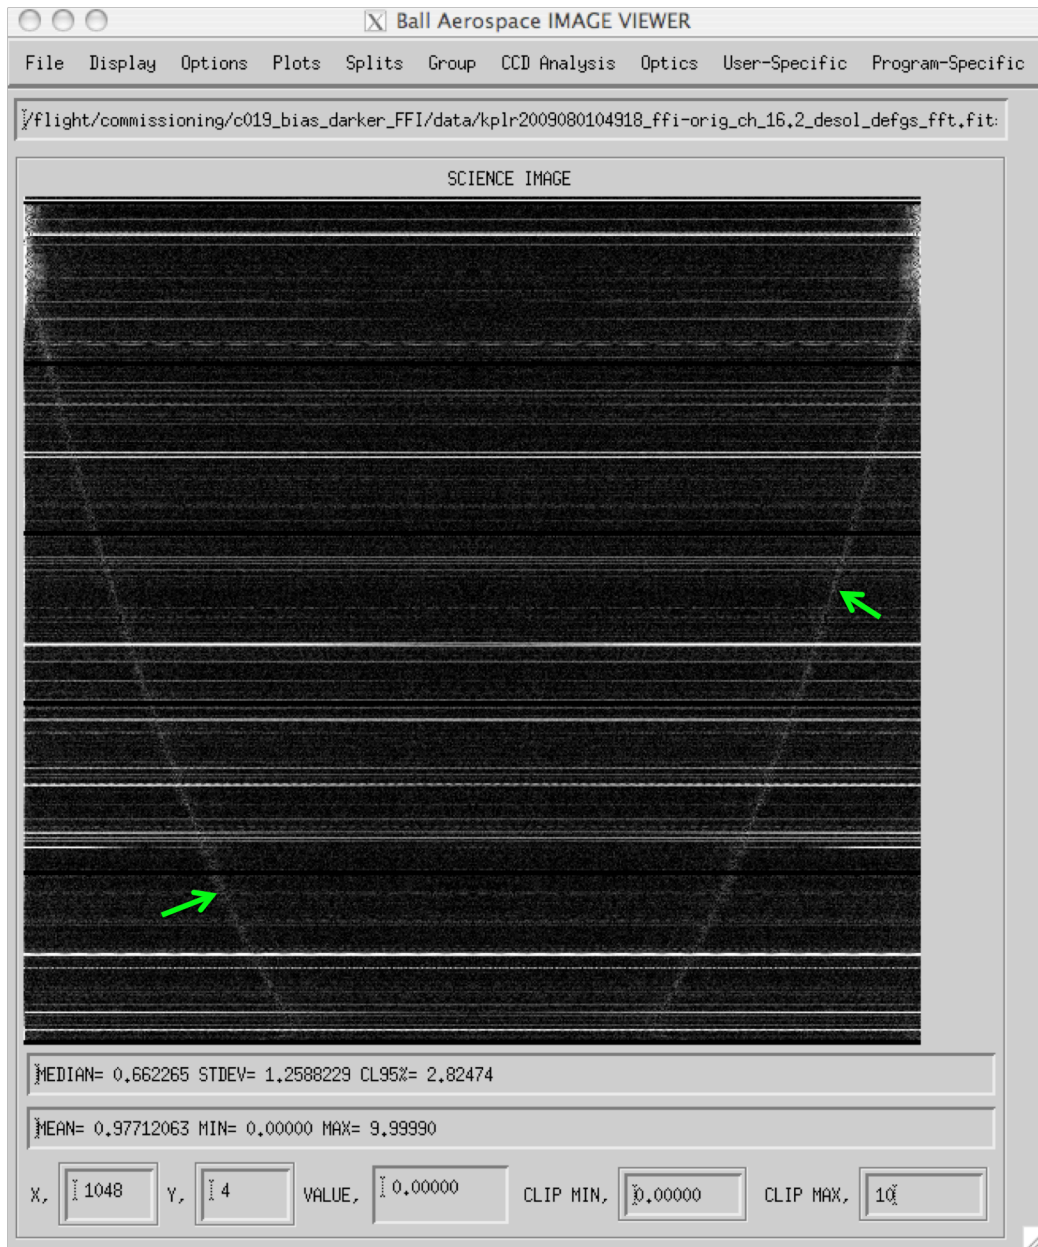 X Ball Aerospace IMAGE VIEWER
File Display Options Plots Splits Group CCD Analysis Optics User-Specific Program-Specific
/flight/commissioning/c019_bias_darker_FFI/data/kplr2009080104918_ffi-orig_ch_16.2_desol_defgs_fft.fit
SCIENCE IMAGE
MEDIAN= 0.662265 STDEV= 1.2588229 CL95%= 2.82474
MEAN= 0.97712063 MIN= 0.00000 MAX= 9.99990
X, 1048 Y, 4 VALUE, 0.00000 CLIP MIN, 0.00000 CLIP MAX, 10